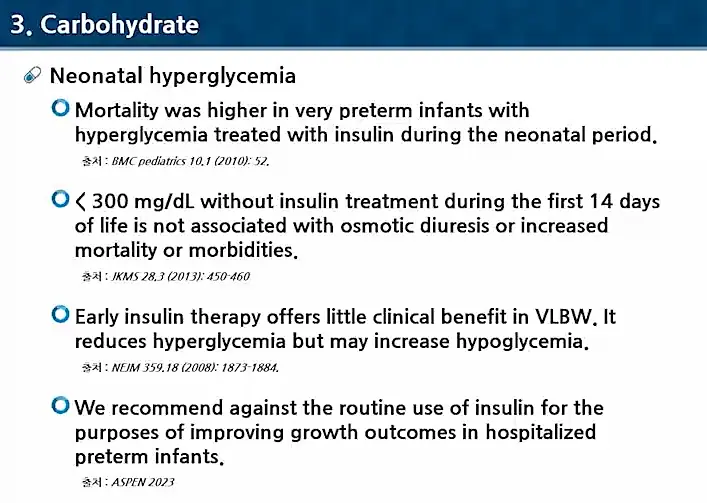 3. Carbohydrate
Neonatal hyperglycemia
Mortality was higher in very preterm infants with
hyperglycemia treated with insulin during the neonatal period.
출처 : BMC pediatrics 10.1 (2010): 52.
< 300 mg/dL without insulin treatment during the first 14 days
of life is not associated with osmotic diuresis or increased
mortality or morbidities.
출처 : JKMS 28.3 (2013): 450-460
Early insulin therapy offers little clinical benefit in VLBW. It
reduces hyperglycemia but may increase hypoglycemia.
출처 : NEJM 359.18 (2008): 1873-1884.
We recommend against the routine use of insulin for the
purposes of improving growth outcomes in hospitalized
preterm infants.
출처 : ASPEN 2023